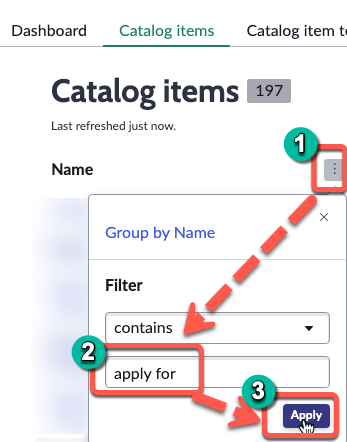 Dashboard Catalog items Catalog item t
Catalog items 197
Last refreshed just now.
1
Name
Group by Name
Filter
contains
2
apply for
3
Apply